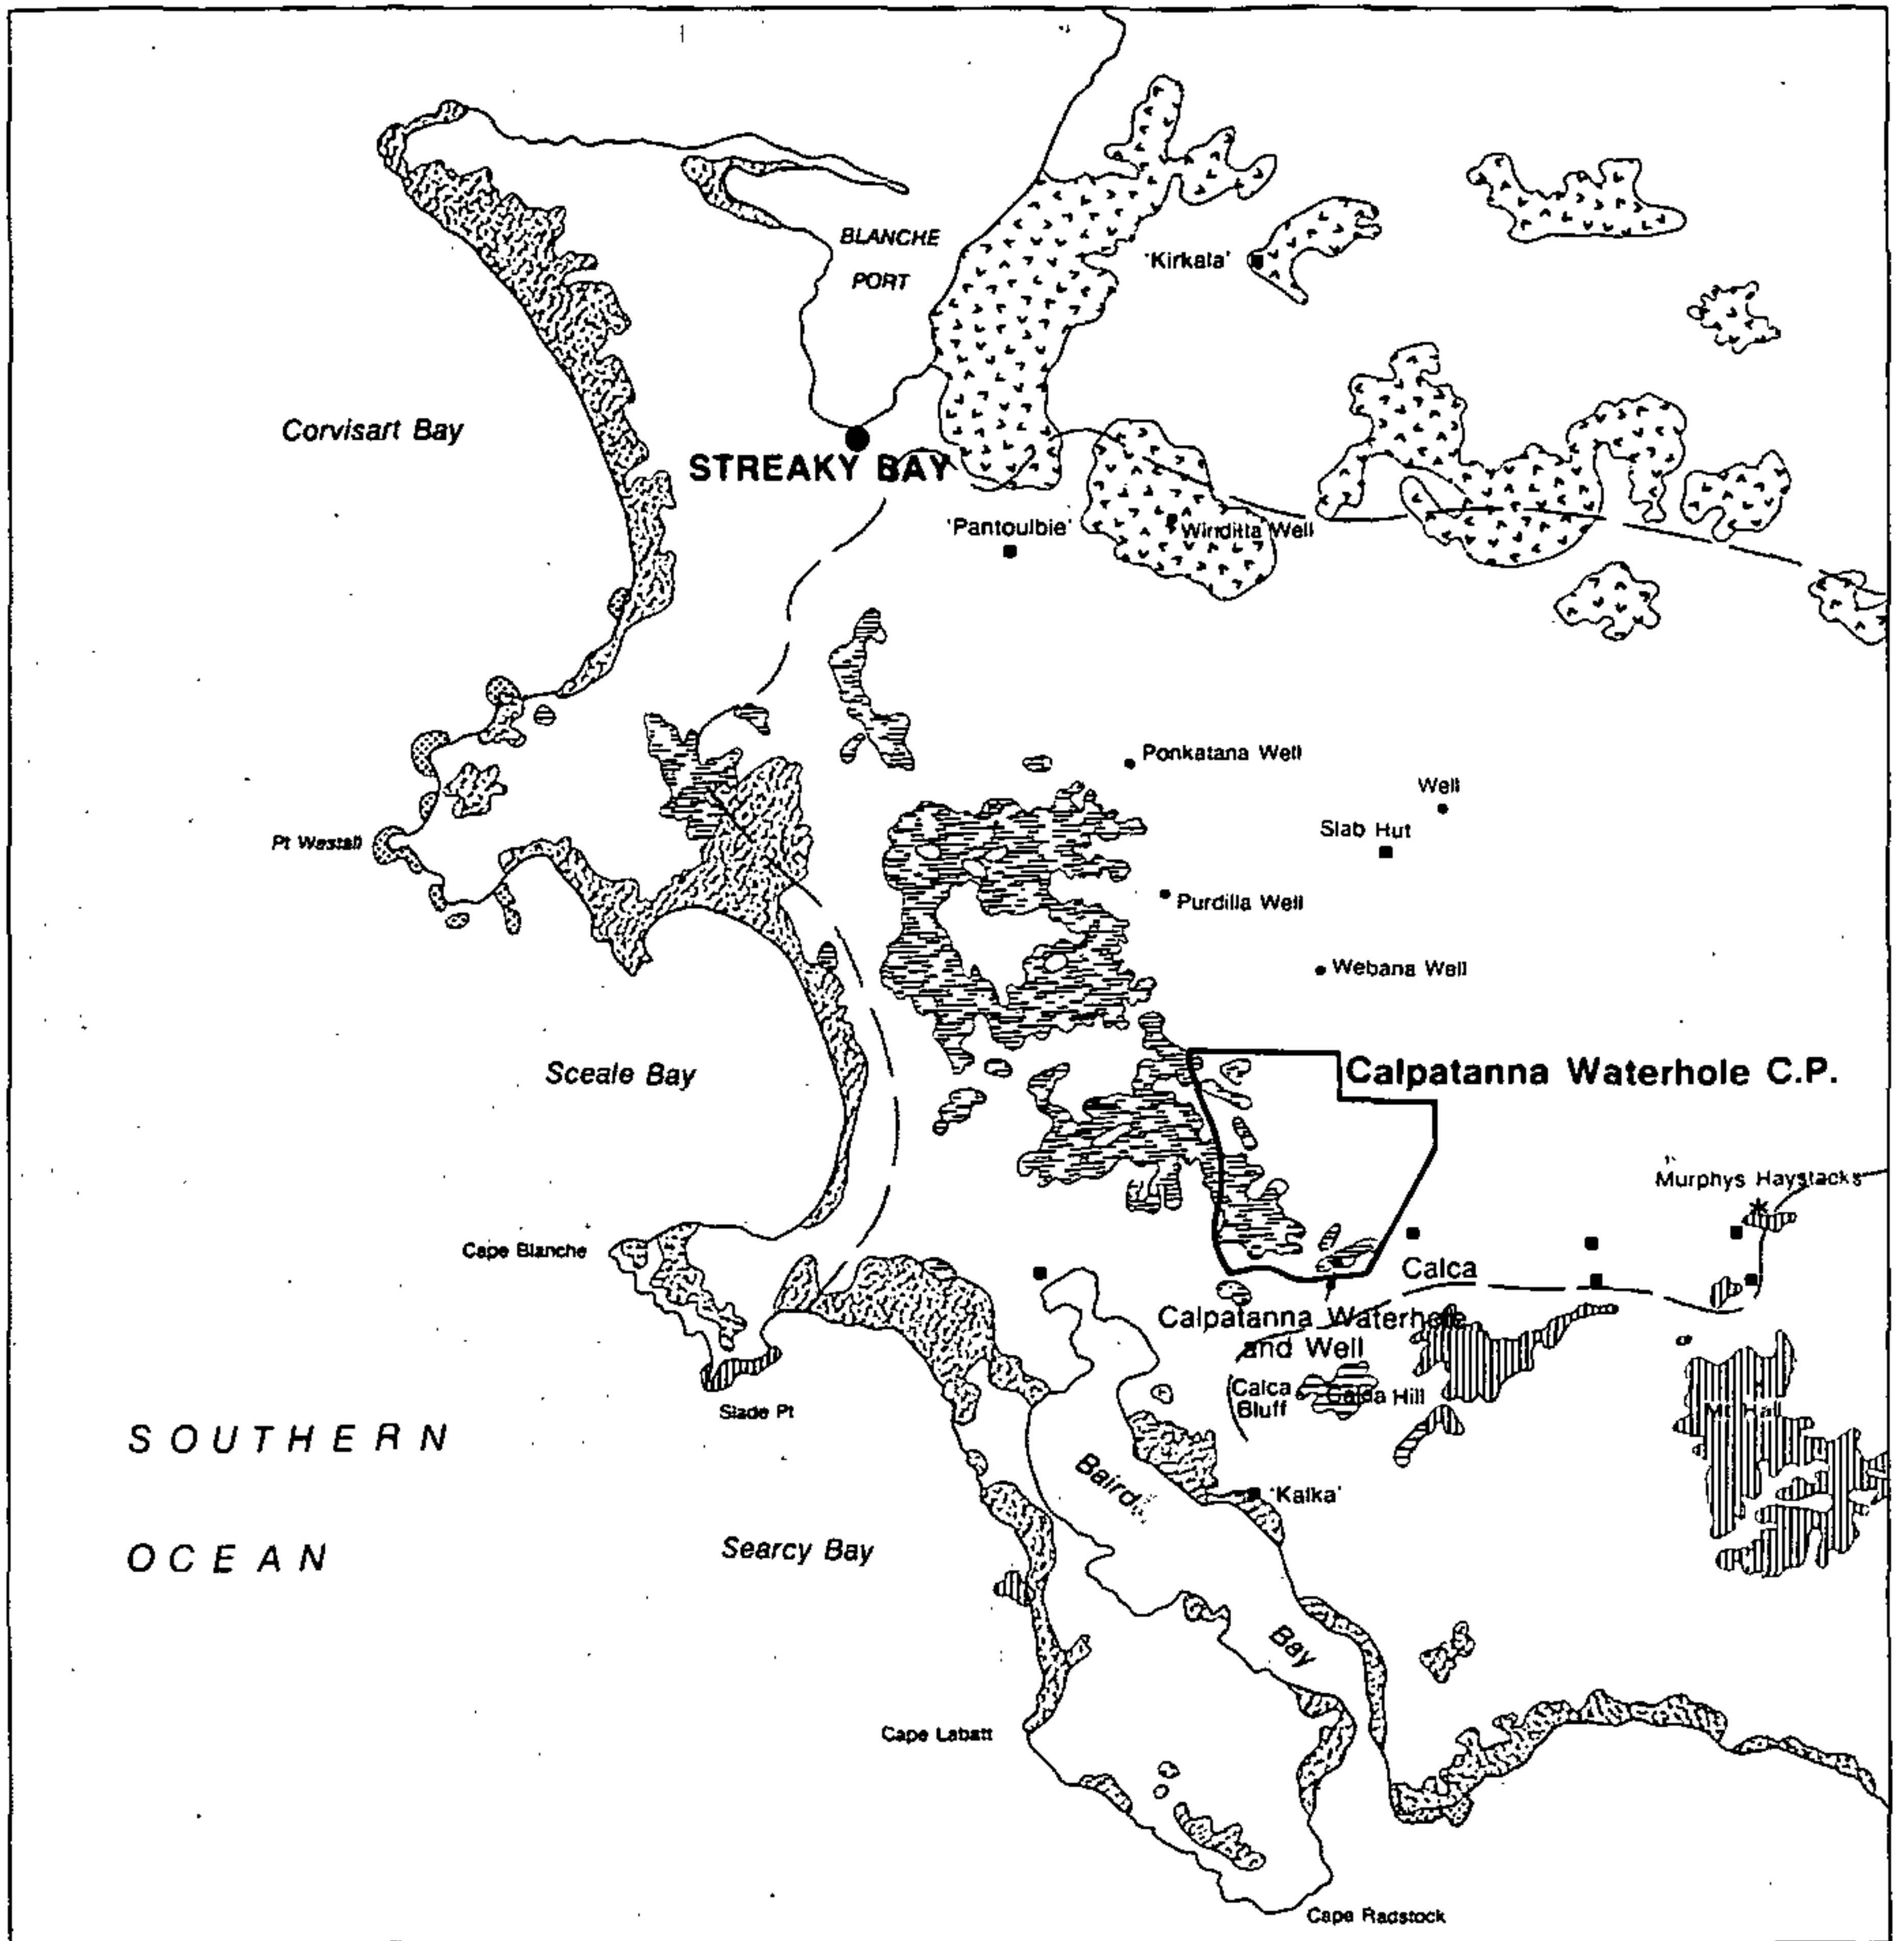 BLANCHE
PORT
'Kirkala'
Corvisart Bay
STREAKY BAY
'Pantoulbie'
Winditta Well
Ponkatana Well
Well
Slab Hut
Pt Westall
Purdilla Well
Webana Well
Sceale Bay
Calpatanna Waterhole C.P.
Murphys Haystacks
Cape Blanche
Calca
Calpatanna Waterhole
and Well
Calca
Bluff
Calca Hill
Slade Pt
Mt Hall
SOUTHERN
OCEAN
Baird
'Kalka'
Searcy Bay
Bay
Cape Labatt
Cape Radstock